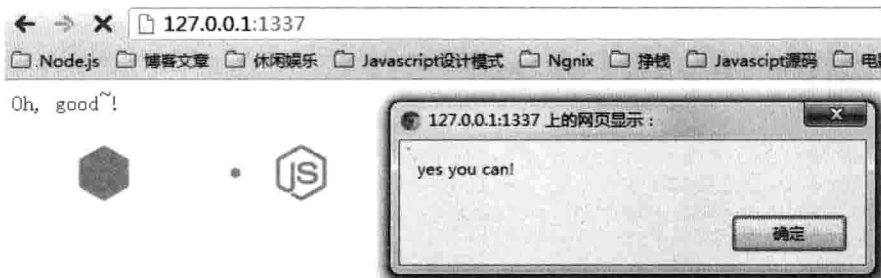 127.0.0.1:1337
Node.js 博客文章 休闲娱乐 Javascript设计模式 Ngnix 挣钱 Javascipt源码 电影
Oh, good~!
JS
127.0.0.1:1337 上的网页显示：
yes you can!
确定